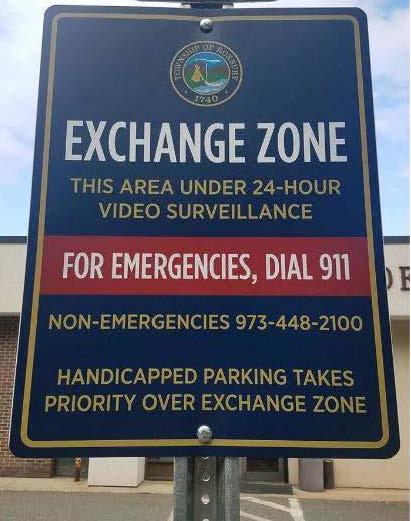 TOWNSHIP OF ROXBURY
1740
EXCHANGE ZONE
THIS AREA UNDER 24-HOUR
VIDEO SURVEILLANCE
FOR EMERGENCIES, DIAL 911
NON-EMERGENCIES 973-448-2100
HANDICAPPED PARKING TAKES
PRIORITY OVER EXCHANGE ZONE